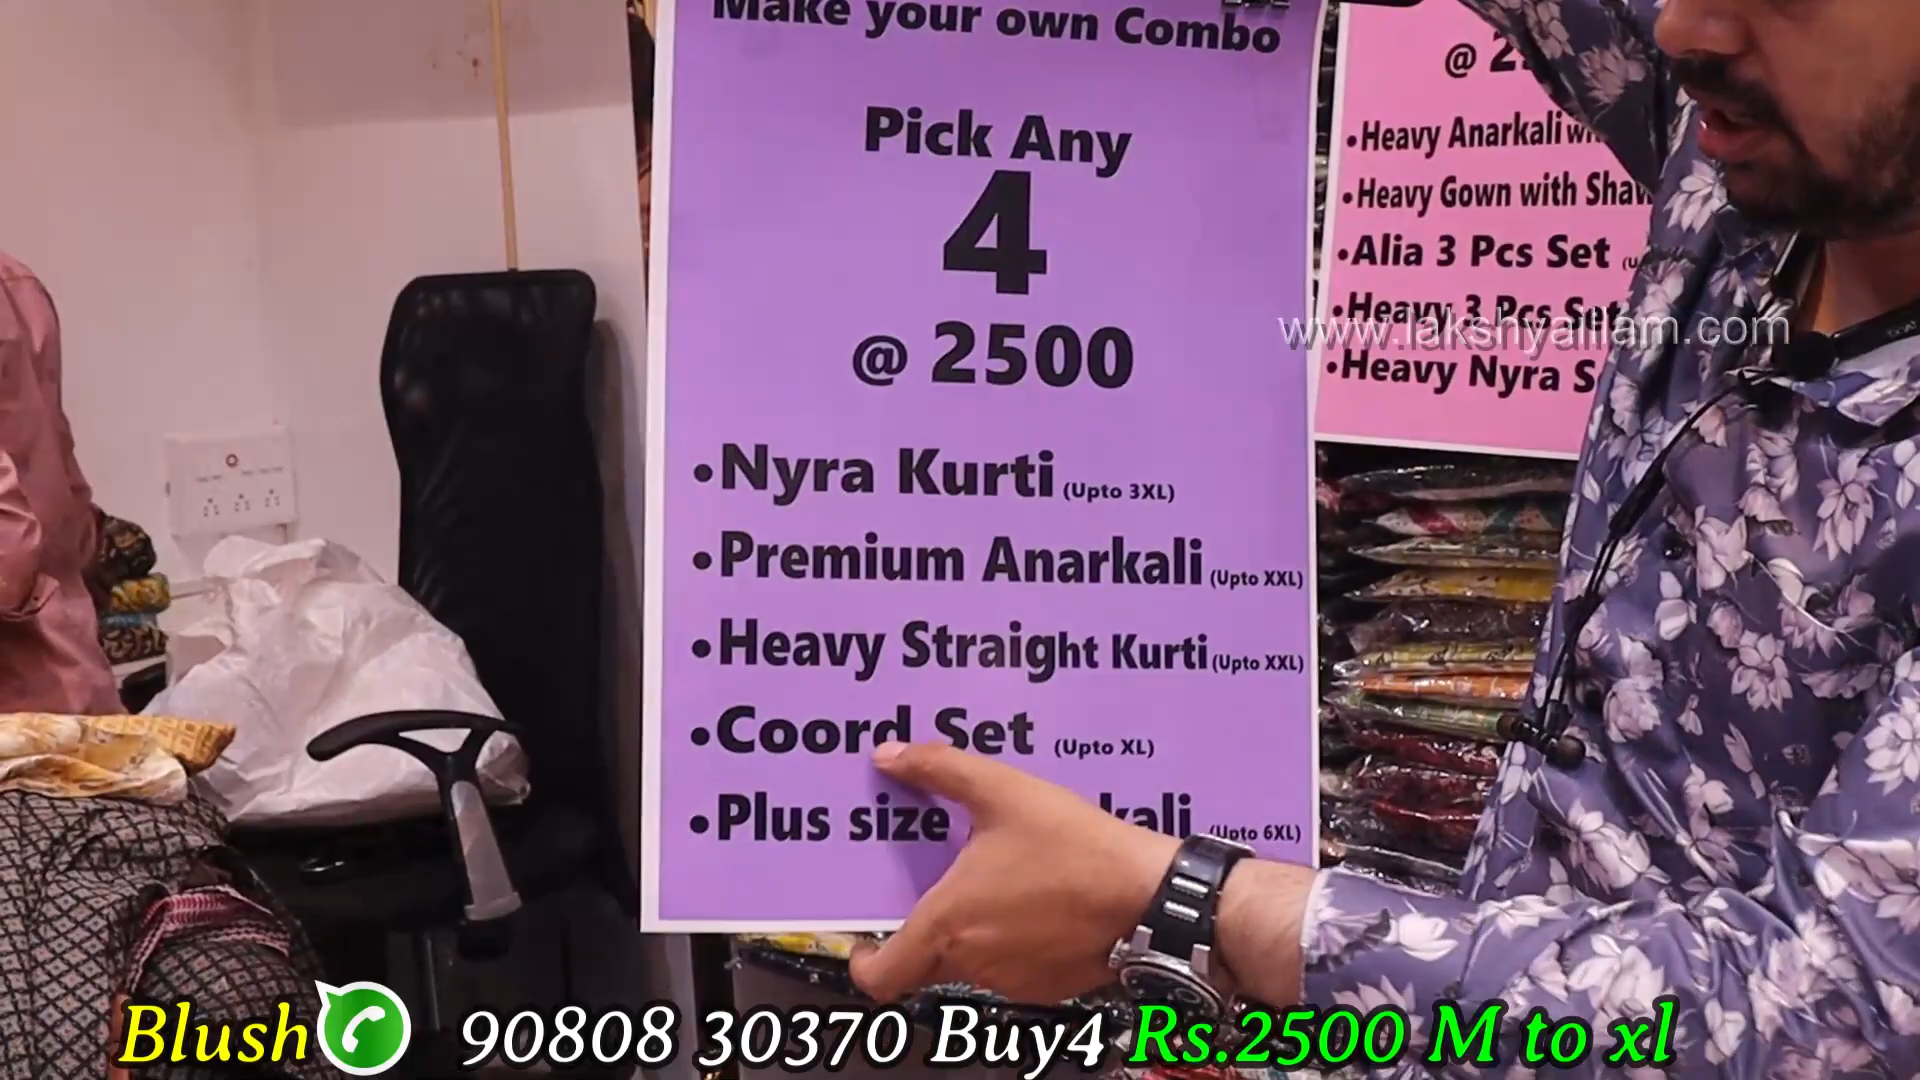 Make your own Combo
Pick Any
4
@ 2500
•Nyra Kurti (Upto 3XL)
•Premium Anarkali (Upto XXL)
•Heavy Straight Kurti (Upto XXL)
•Coord Set (Upto XL)
•Plus size (Upto 6XL)
@
•Heavy Anarkali
•Heavy Gown with
•Alia 3 Pcs Set
•Heavy 3 Pcs Set
•Heavy Nyra
www.lakshyaillam.com
Blush 90808 30370 Buy4 Rs.2500 M to xl